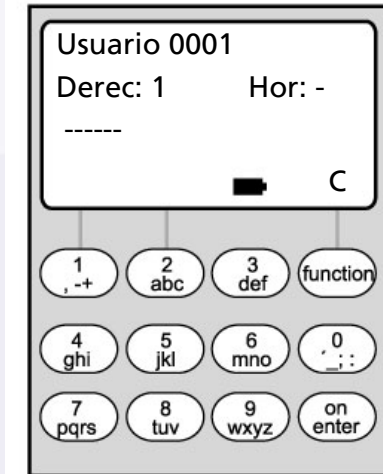 Usuario 0001
Derec: 1 Hor: -
------
C
1 2 3 function
, -+ abc def
4 5 6 0
ghi jkl mno ´_; :
7 8 9 on
pqrs tuv wxyz enter